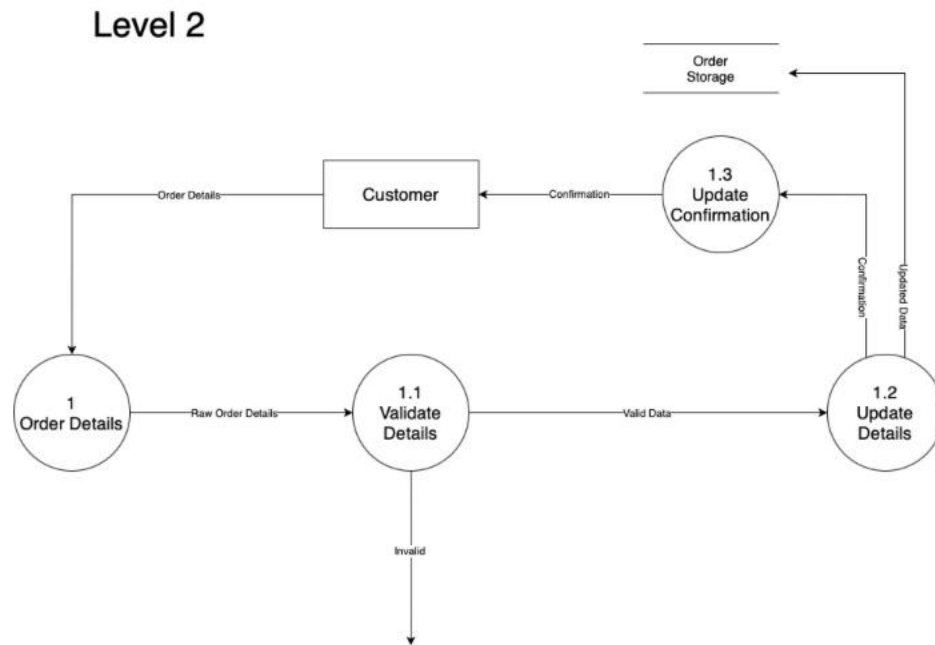 Level 2
Order
Storage
1.3
Update
Confirmation
Customer
Confirmation
Order Details
Confirmation
Updated Data
1
Order Details
Raw Order Details
1.1
Validate
Details
Valid Data
1.2
Update
Details
Invalid